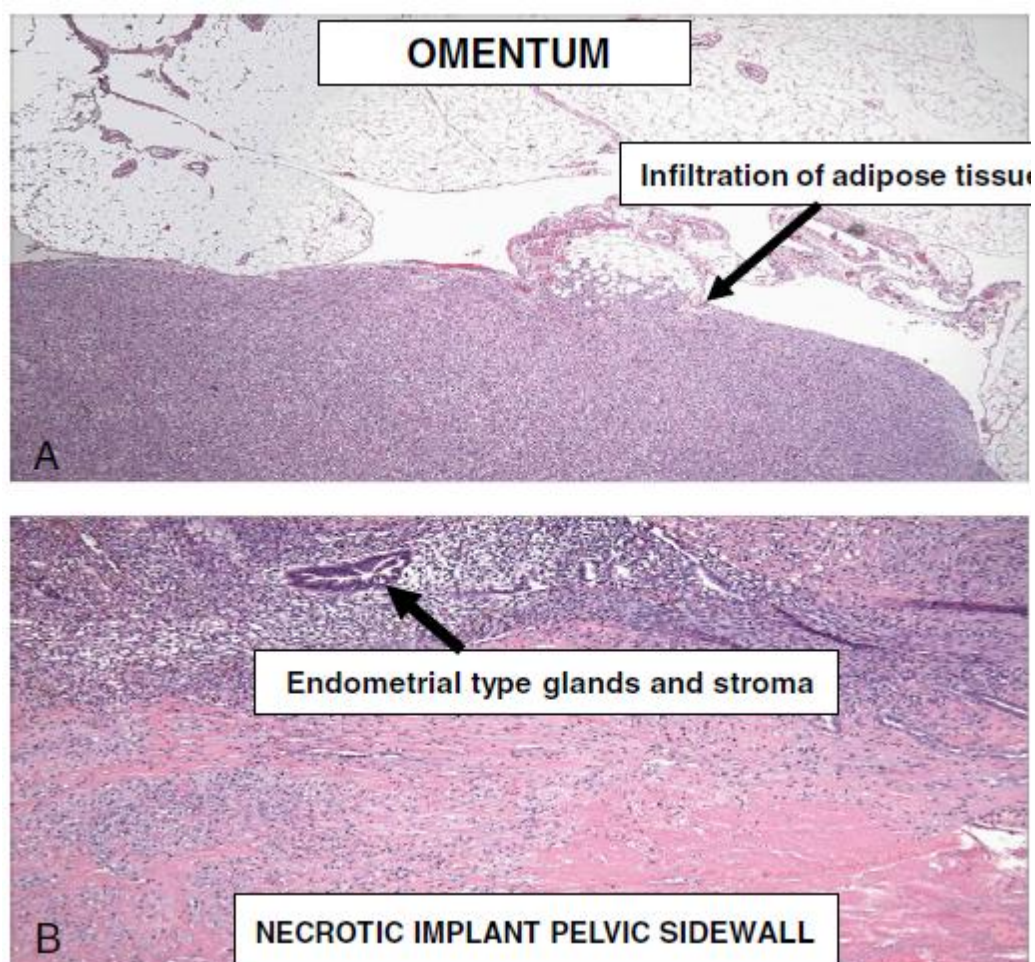 OMENTUM
Infiltration of adipose tissue
A
Endometrial type glands and stroma
B
NECROTIC IMPLANT PELVIC SIDEWALL